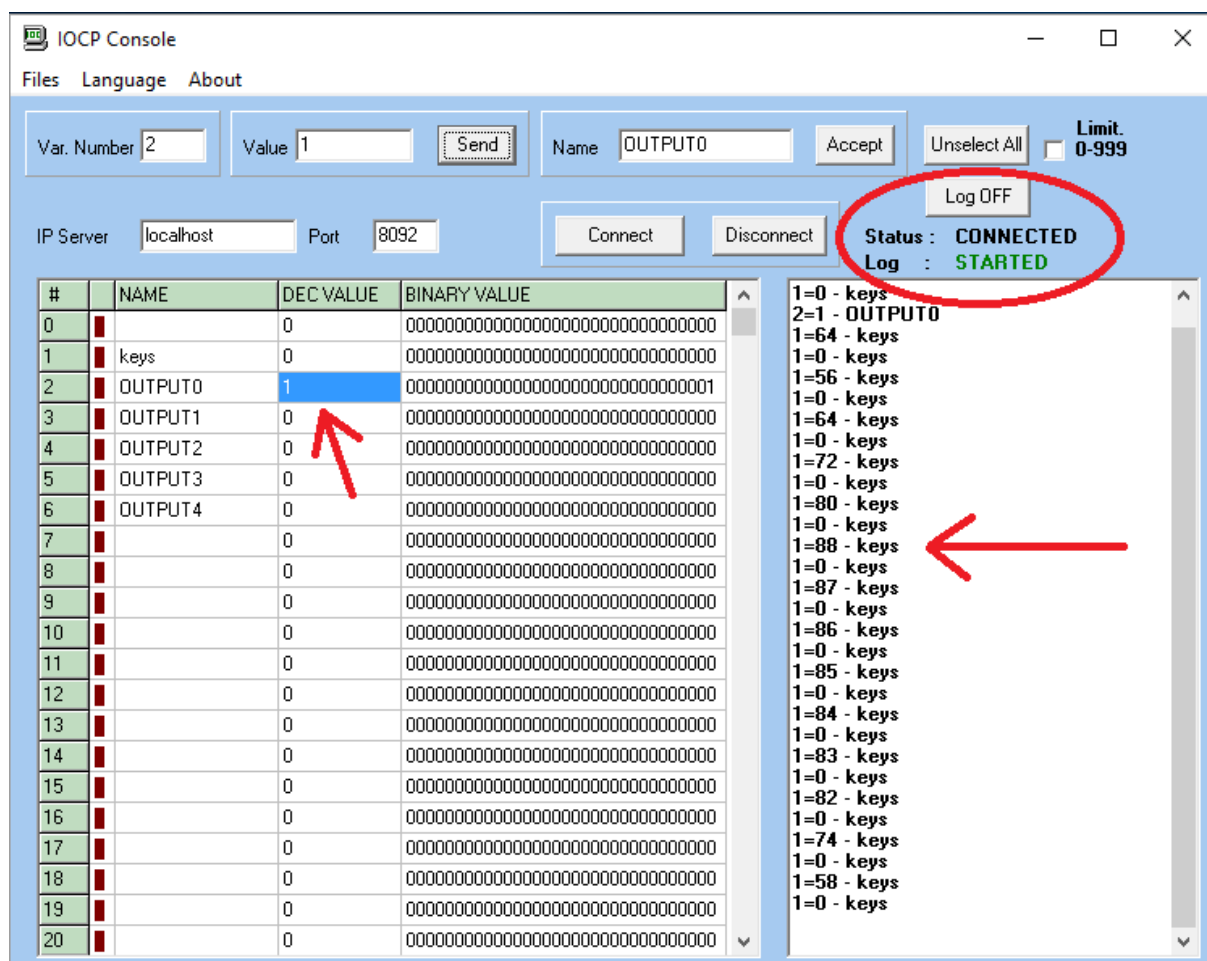 IOCP Console
Files Language About
Var. Number 2 Value 1 Send Name OUTPUT0 Accept Unselect All Limit. 0-999
Log OFF
IP Server localhost Port 8092 Connect Disconnect Status : CONNECTED
Log : STARTED
# NAME DEC VALUE BINARY VALUE
0 0 00000000000000000000000000000000
1 keys 0 00000000000000000000000000000000
2 OUTPUT0 1 00000000000000000000000000000001
3 OUTPUT1 0 00000000000000000000000000000000
4 OUTPUT2 0 00000000000000000000000000000000
5 OUTPUT3 0 00000000000000000000000000000000
6 OUTPUT4 0 00000000000000000000000000000000
7 0 00000000000000000000000000000000
8 0 00000000000000000000000000000000
9 0 00000000000000000000000000000000
10 0 00000000000000000000000000000000
11 0 00000000000000000000000000000000
12 0 00000000000000000000000000000000
13 0 00000000000000000000000000000000
14 0 00000000000000000000000000000000
15 0 00000000000000000000000000000000
16 0 00000000000000000000000000000000
17 0 00000000000000000000000000000000
18 0 00000000000000000000000000000000
19 0 00000000000000000000000000000000
20 0 00000000000000000000000000000000
1=0 - keys
2=1 - OUTPUT0
1=64 - keys
1=0 - keys
1=56 - keys
1=0 - keys
1=64 - keys
1=0 - keys
1=72 - keys
1=0 - keys
1=80 - keys
1=0 - keys
1=88 - keys
1=0 - keys
1=87 - keys
1=0 - keys
1=86 - keys
1=0 - keys
1=85 - keys
1=0 - keys
1=84 - keys
1=0 - keys
1=83 - keys
1=0 - keys
1=82 - keys
1=0 - keys
1=74 - keys
1=0 - keys
1=58 - keys
1=0 - keys